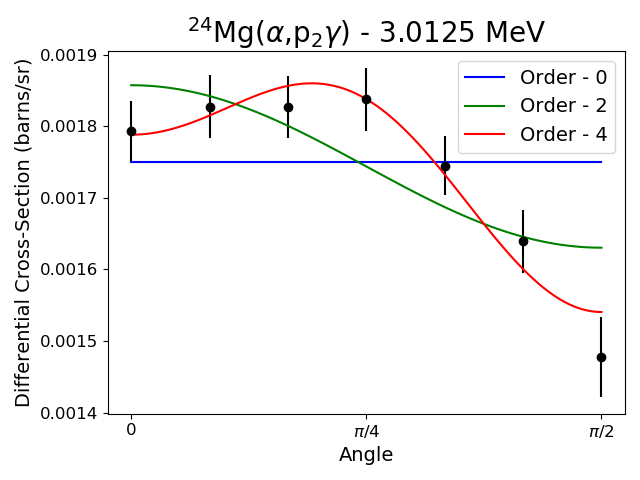 ²⁴Mg(α,p₂γ) - 3.0125 MeV
Differential Cross-Section (barns/sr)
0.0019
0.0018
0.0017
0.0016
0.0015
0.0014
Order - 0
Order - 2
Order - 4
0
π/4
π/2
Angle